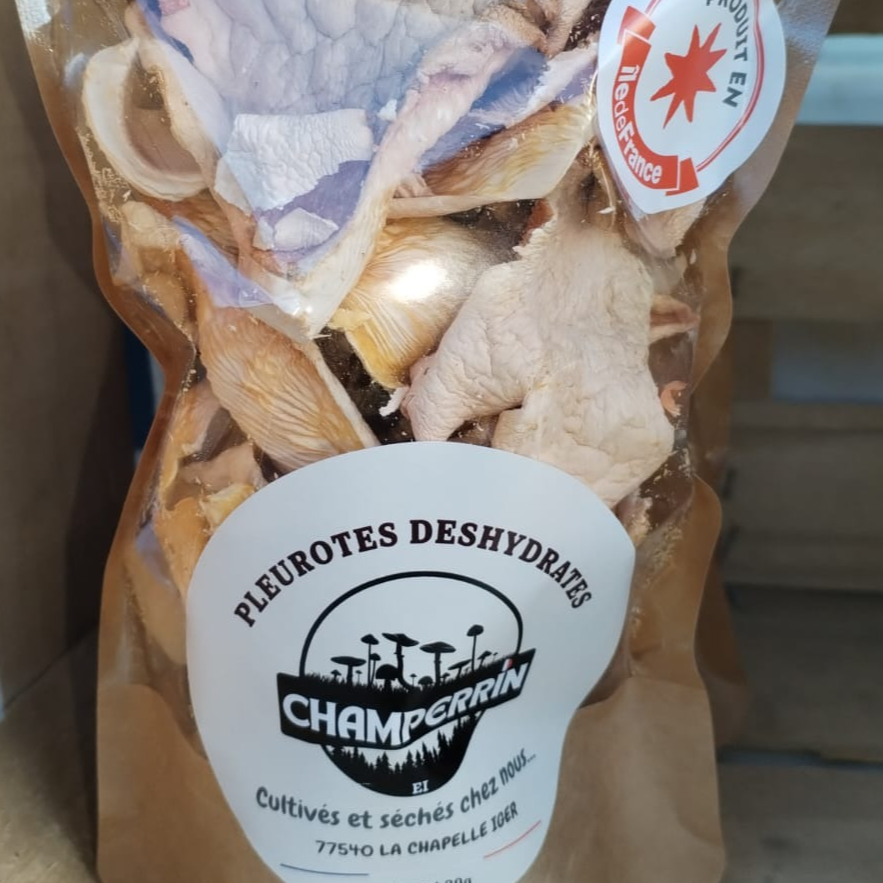 PRODUIT EN
îledeFrance
PLEUROTES DESHYDRATES
CHAMPERRIN
EI
Cultivés et séchés chez nous...
77540 LA CHAPELLE IGER